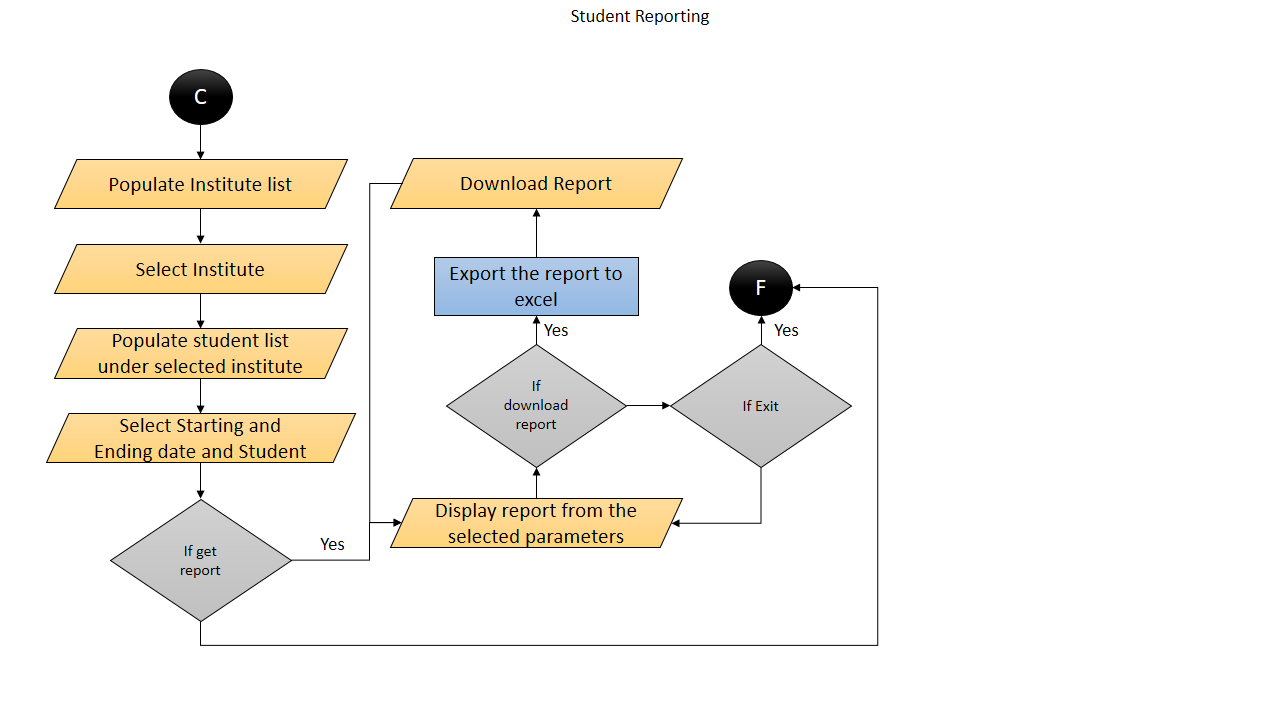 Student Reporting
C
Populate Institute list
Select Institute
Populate student list
under selected institute
Select Starting and
Ending date and Student
If get
report
Yes
Download Report
Export the report to
excel
Yes
If
download
report
Display report from the
selected parameters
F
Yes
If Exit